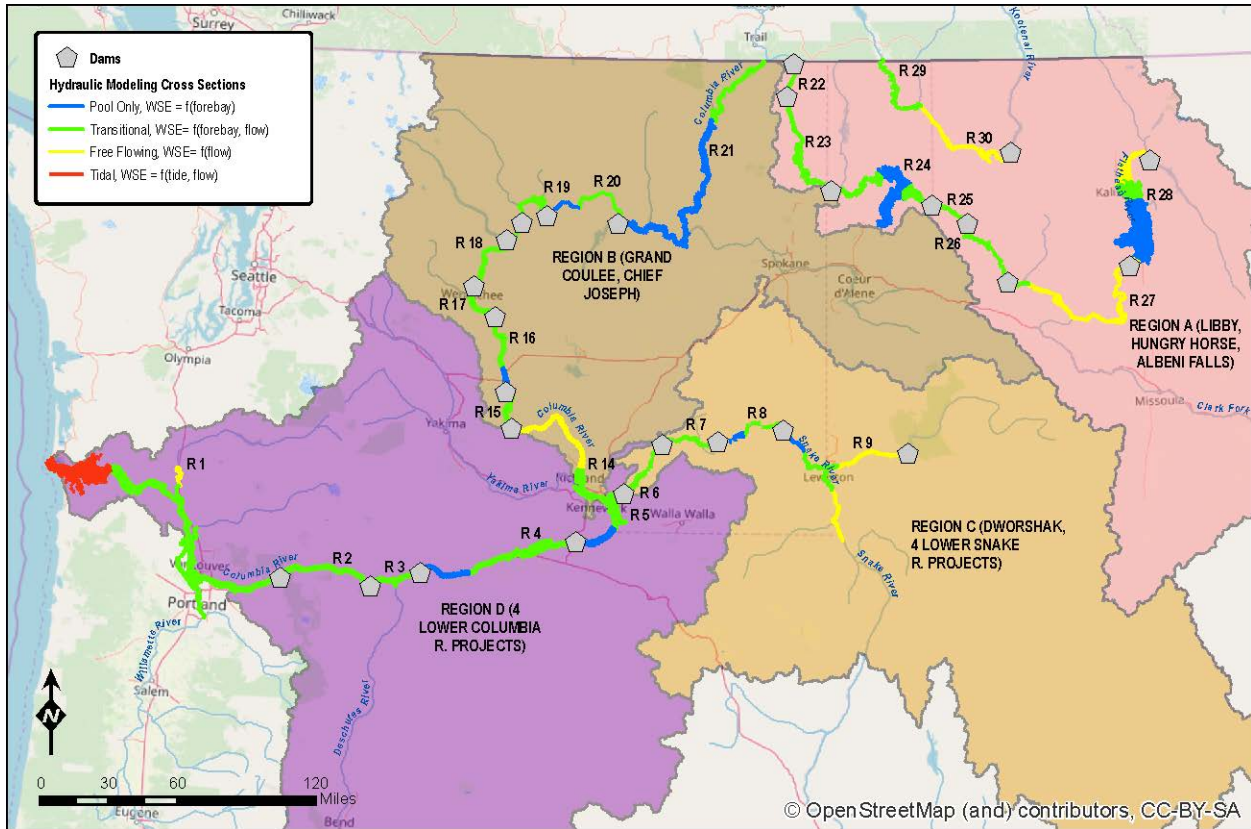 Surrey
Chilliwack
Trail
Kootenai River
Dams
Hydraulic Modeling Cross Sections
Pool Only, WSE = f(forebay)
Transitional, WSE= f(forebay, flow)
Free Flowing, WSE= f(flow)
Tidal, WSE = f(tide, flow)
Columbia River
R 22
R 29
R 30
R 21
R 23
R 24
Flathead
R 28
R 19
R 20
R 25
R 18
R 26
REGION B (GRAND
COULEE, CHIEF
JOSEPH)
Spokane
Coeur
d'Alene
Seattle
Tacoma
R 17
R 16
R 27
REGION A (LIBBY,
HUNGRY HORSE,
ALBENI FALLS)
Olympia
Missoula
Clark Fork
R 15
Columbia River
Yakima
R 7
R 8
Snake River
R 9
Lewiston
R 1
R 14
Richland
Yakima River
Kennewick
R 6
R 5
Walla Walla
R 4
REGION C (DWORSHAK,
4 LOWER SNAKE
R. PROJECTS)
Snake River
Vancouver
Columbia River
R 2
R 3
Portland
REGION D (4
LOWER COLUMBIA
R. PROJECTS)
Willamette River
Salem
Deschutes River
N
0 30 60 120
Miles
Eugene
Bend
© OpenStreetMap (and) contributors, CC-BY-SA